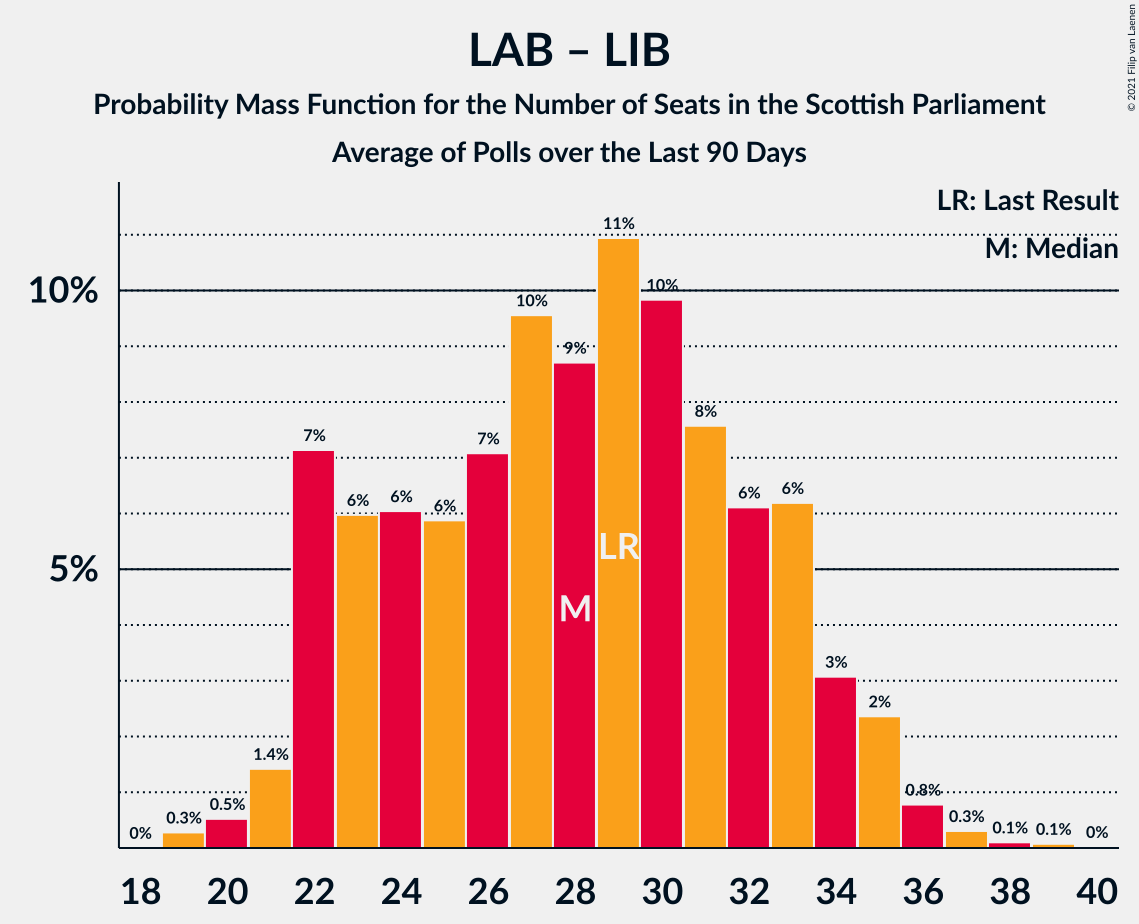 © 2021 Filip van Laenen
LAB – LIB
Probability Mass Function for the Number of Seats in the Scottish Parliament
Average of Polls over the Last 90 Days
LR: Last Result
M: Median
10%
5%
0%
0.3%
0.5%
1.4%
7%
6%
6%
6%
7%
10%
9%
11%
10%
8%
6%
6%
3%
2%
0.8%
0.3%
0.1%
0.1%
0%
LR
M
18 20 22 24 26 28 30 32 34 36 38 40